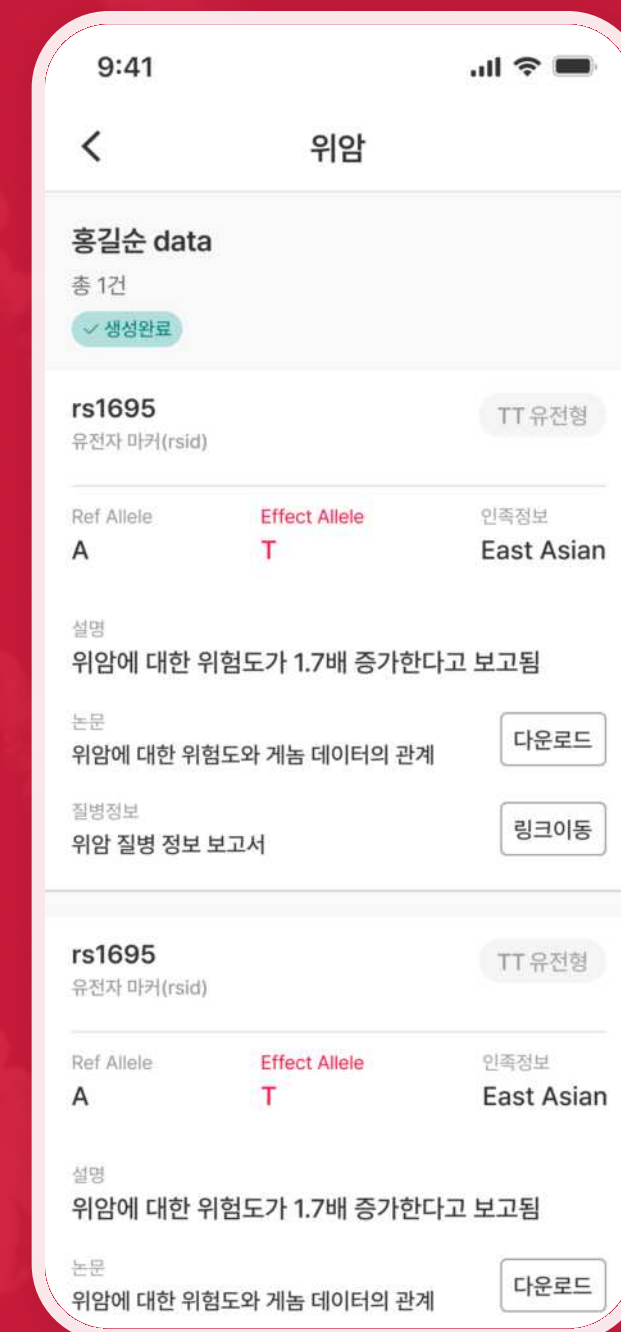 9:41
위암
홍길순 data
총 1건
생성완료
rs1695
TT 유전형
유전자 마커(rsid)
Ref Allele
Effect Allele
인족정보
A
T
East Asian
설명
위암에 대한 위험도가 1.7배 증가한다고 보고됨
논문
위암에 대한 위험도와 게놈 데이터의 관계
다운로드
질병정보
위암 질병 정보 보고서
링크이동
rs1695
TT 유전형
유전자 마커(rsid)
Ref Allele
Effect Allele
인족정보
A
T
East Asian
설명
위암에 대한 위험도가 1.7배 증가한다고 보고됨
논문
위암에 대한 위험도와 게놈 데이터의 관계
다운로드